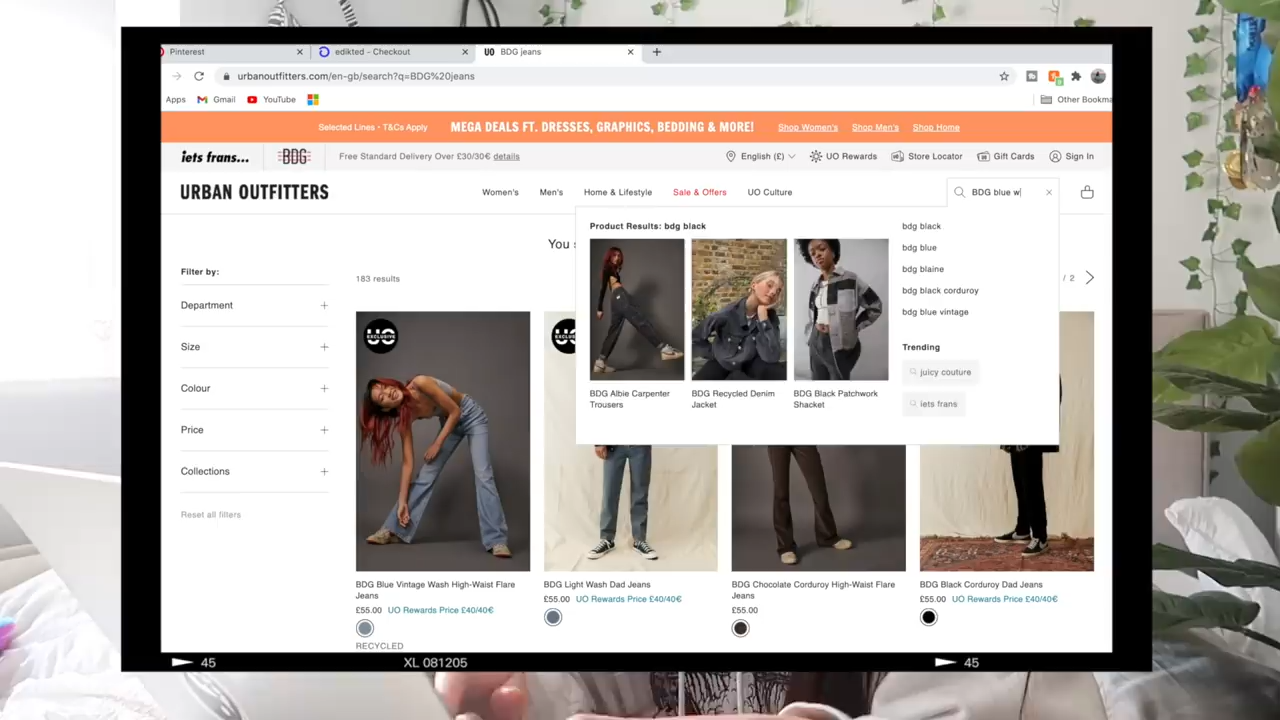 Pinterest
edikted - Checkout
UO BDG jeans
urbanoutfitters.com/en-gb/search?q=BDG%20jeans
Apps Gmail YouTube
Other Bookma
Selected Lines - T&Cs Apply MEGA DEALS FT. DRESSES, GRAPHICS, BEDDING & MORE! Shop Women's Shop Men's Shop Home
iets frans... BDG Free Standard Delivery Over £30/30€ details English (£) UO Rewards Store Locator Gift Cards Sign In
URBAN OUTFITTERS Women's Men's Home & Lifestyle Sale & Offers UO Culture BDG blue w
Product Results: bdg black
BDG Albie Carpenter
Trousers
BDG Recycled Denim
Jacket
BDG Black Patchwork
Shacket
bdg black
bdg blue
bdg blaine
bdg black corduroy
bdg blue vintage
Trending
juicy couture
iets frans
You
183 results
/ 2
Filter by:
Department
Size
Colour
Price
Collections
Reset all filters
UO
EXCLUSIVE
BDG Blue Vintage Wash High-Waist Flare
Jeans
£55.00 UO Rewards Price £40/40€
RECYCLED
BDG Light Wash Dad Jeans
£55.00 UO Rewards Price £40/40€
BDG Chocolate Corduroy High-Waist Flare
Jeans
£55.00
BDG Black Corduroy Dad Jeans
£55.00 UO Rewards Price £40/40€
45 XL 081205 45